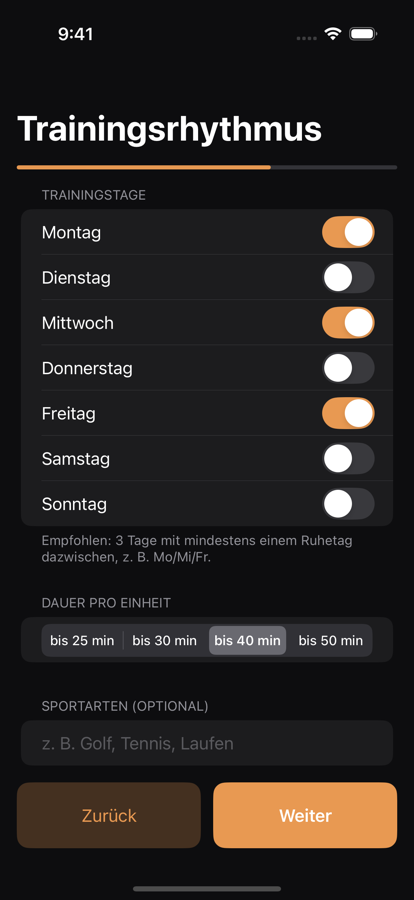 9:41
Trainingsrhythmus
TRAININGSTAGE
Montag
Dienstag
Mittwoch
Donnerstag
Freitag
Samstag
Sonntag
Empfohlen: 3 Tage mit mindestens einem Ruhetag
dazwischen, z. B. Mo/Mi/Fr.
DAUER PRO EINHEIT
bis 25 min bis 30 min bis 40 min bis 50 min
SPORTARTEN (OPTIONAL)
z. B. Golf, Tennis, Laufen
Zurück Weiter